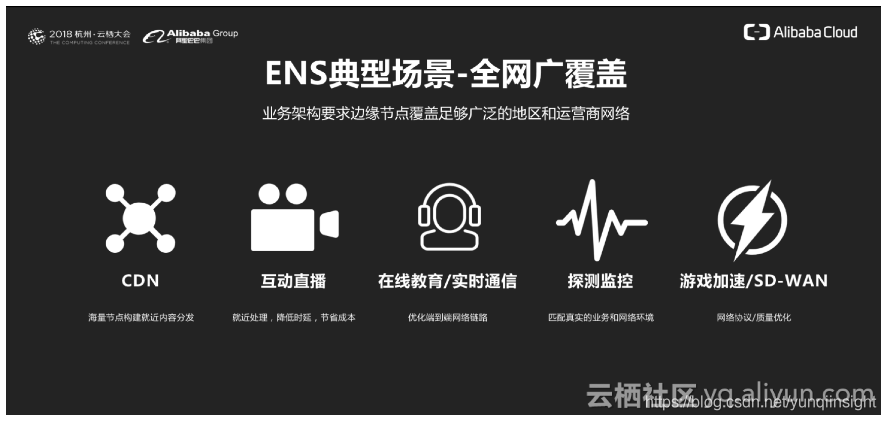 2018 杭州·云栖大会
THE COMPUTING CONFERENCE
Alibaba Group
阿里巴巴集团
Alibaba Cloud
ENS典型场景-全网广覆盖
业务架构要求边缘节点覆盖足够广泛的地区和运营商网络
CDN
互动直播
在线教育/实时通信
探测监控
游戏加速/SD-WAN
海量节点构建就近内容分发
就近处理，降低时延，节省成本
优化端到端网络链路
匹配真实的业务和网络环境
网络协议/质量优化
云栖社区 yq.aliyun.com
https://blog.csdn.net/yunqiinsight